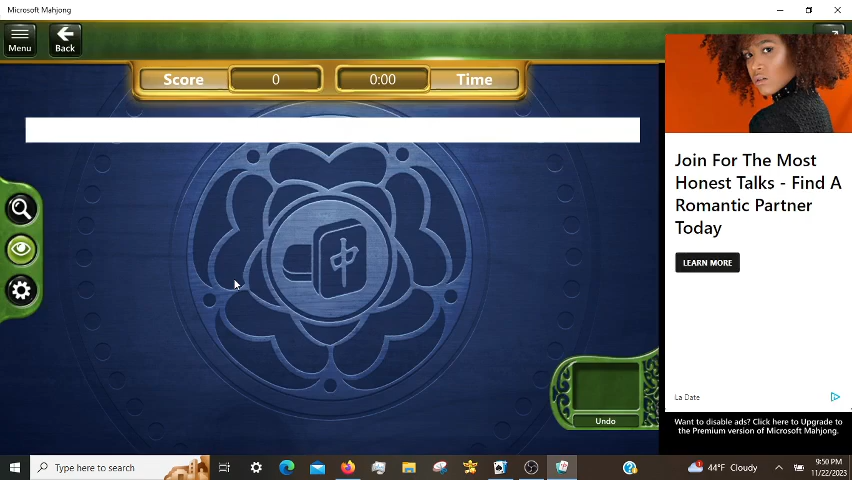 Microsoft Mahjong
Menu
Back
Score
0
0:00
Time
中
Join For The Most
Honest Talks - Find A
Romantic Partner
Today
LEARN MORE
La Date
Want to disable ads? Click here to Upgrade to
the Premium version of Microsoft Mahjong.
Undo
Type here to search
44°F Cloudy
9:50 PM
11/22/2023